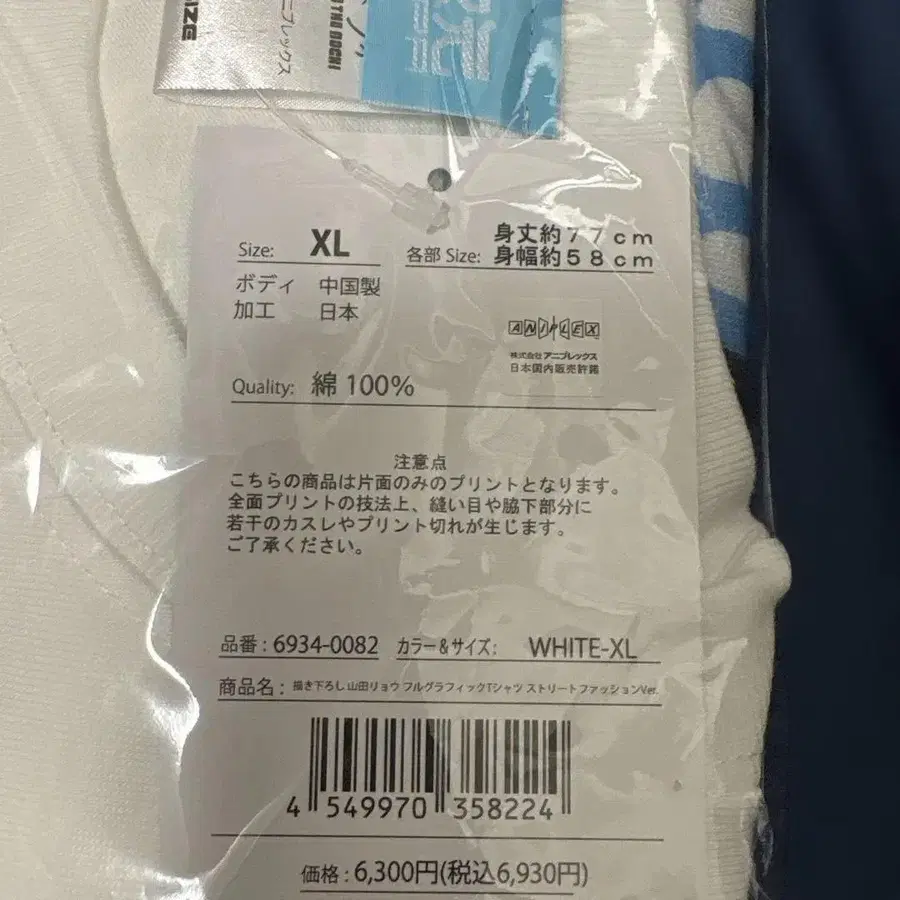 SIZE
ニプレックス
THE ROCK!
Size: XL
各部 Size: 身丈約77cm
身幅約58cm
ボディ 中国製
加工 日本
ANIPLEX
株式会社アニプレックス
日本国内販売許諾
Quality: 綿 100%
注意点
こちらの商品は片面のみのプリントとなります。
全面プリントの技法上、縫い目や脇下部分に
若干のカスレやプリント切れが生じます。
ご了承ください。
品番:6934-0082 カラー&サイズ: WHITE-XL
商品名:描き下ろし 山田リョウ フルグラフィックTシャツ ストリートファッションVer.
4 549970 358224
価格:6,300円(税込6,930円)